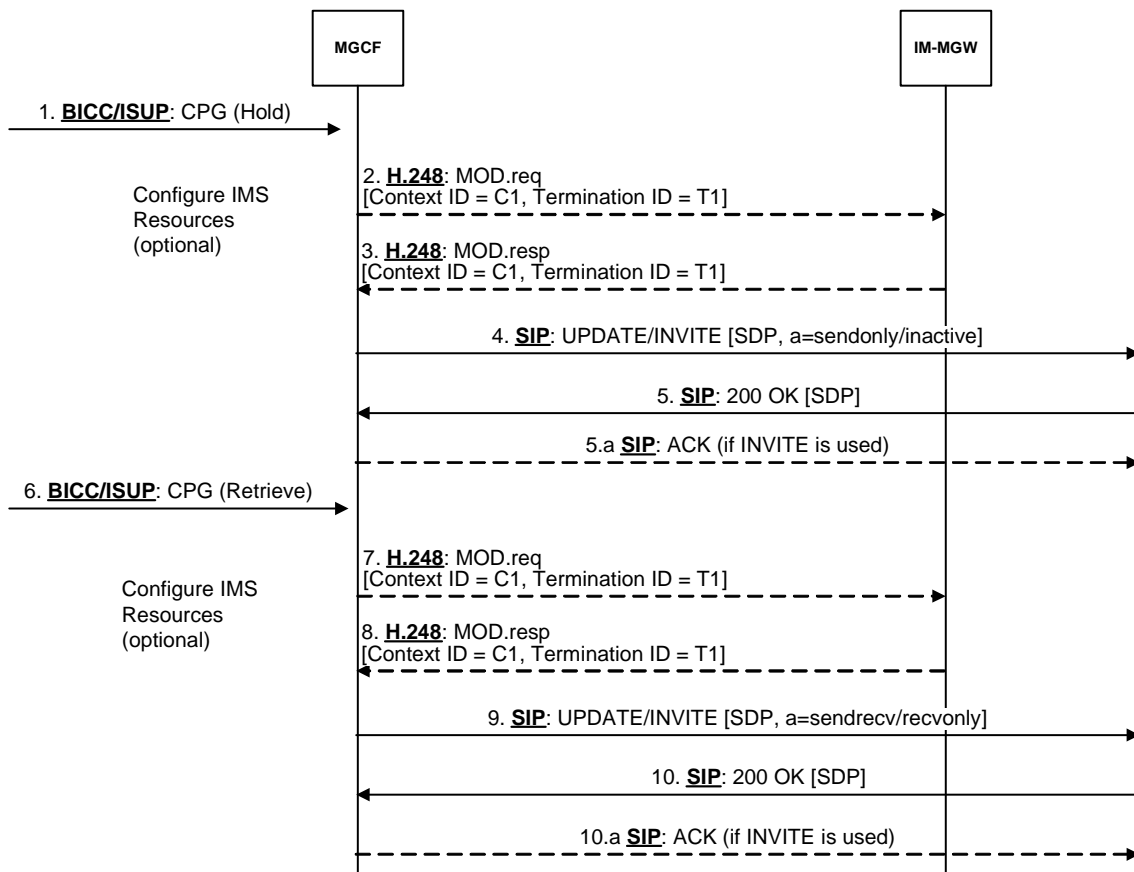 MGCF
IM-MGW
1. BICC/ISUP: CPG (Hold)
2. H.248: MOD.req
[Context ID = C1, Termination ID = T1]
Configure IMS
Resources
(optional)
3. H.248: MOD.resp
[Context ID = C1, Termination ID = T1]
4. SIP: UPDATE/INVITE [SDP, a=sendonly/inactive]
5. SIP: 200 OK [SDP]
5.a SIP: ACK (if INVITE is used)
6. BICC/ISUP: CPG (Retrieve)
7. H.248: MOD.req
[Context ID = C1, Termination ID = T1]
Configure IMS
Resources
(optional)
8. H.248: MOD.resp
[Context ID = C1, Termination ID = T1]
9. SIP: UPDATE/INVITE [SDP, a=sendrecv/recvonly]
10. SIP: 200 OK [SDP]
10.a SIP: ACK (if INVITE is used)